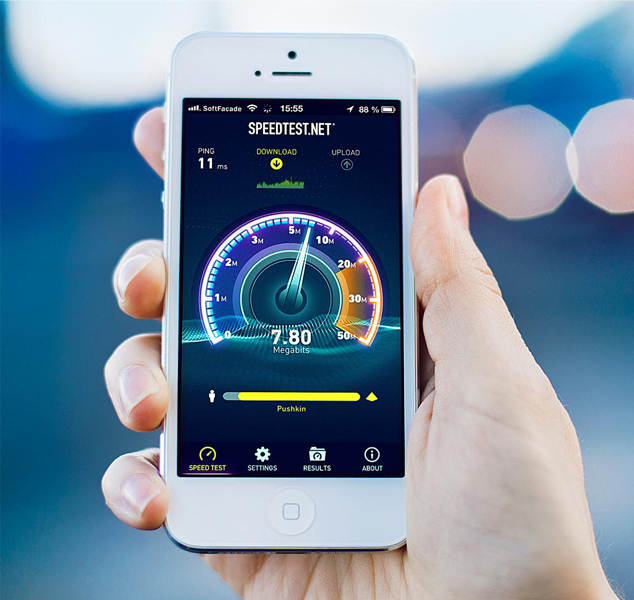 SoftFacade 15:55 88 %
SPEEDTEST.NET
PING DOWNLOAD UPLOAD
11 ms
5M
3M 10M
2M 20M
1M 30M
0 50M
7.80
Megabits
Pushkin
SPEED TEST SETTINGS RESULTS ABOUT